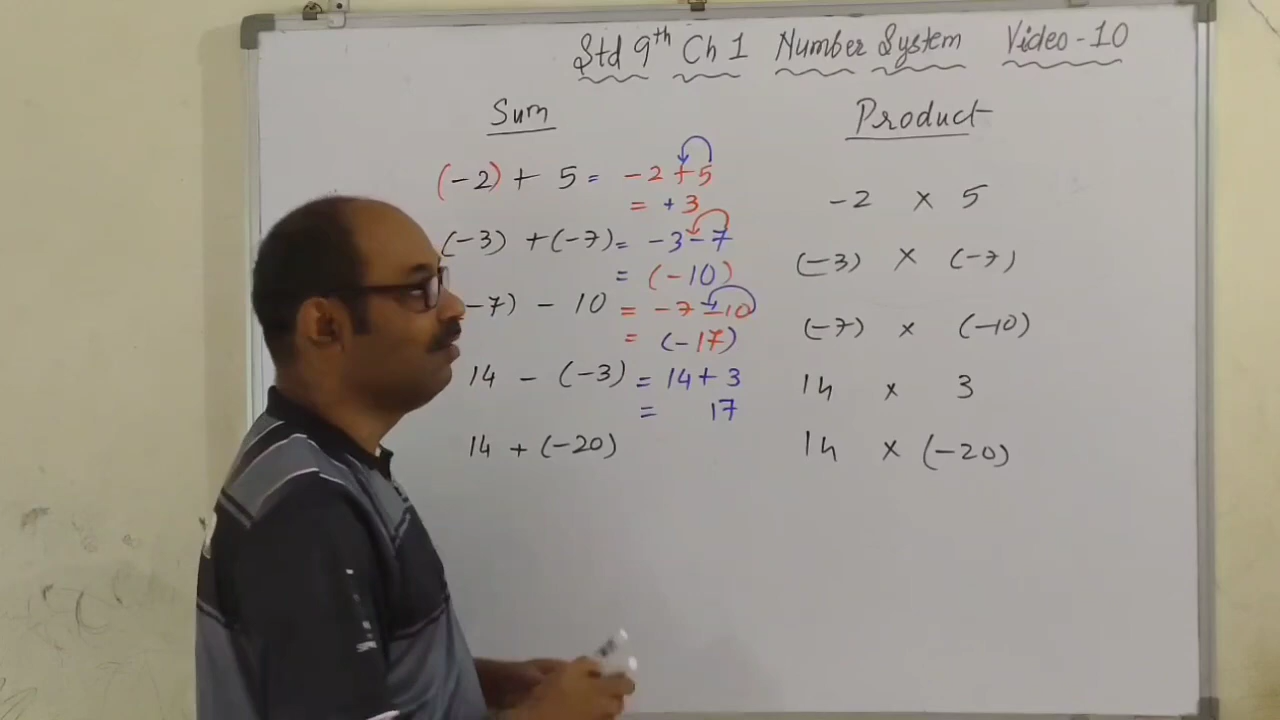 Std 9th Ch 1 Number System Video-10
Sum
(-2) + 5 = -2 +5
= +3
(-3) + (-7) = -3 -7
= (-10)
-7) - 10 = -7 -10
= (-17)
14 - (-3) = 14 + 3
= 17
14 + (-20)
Product
-2 × 5
(-3) × (-7)
(-7) × (-10)
14 × 3
14 × (-20)